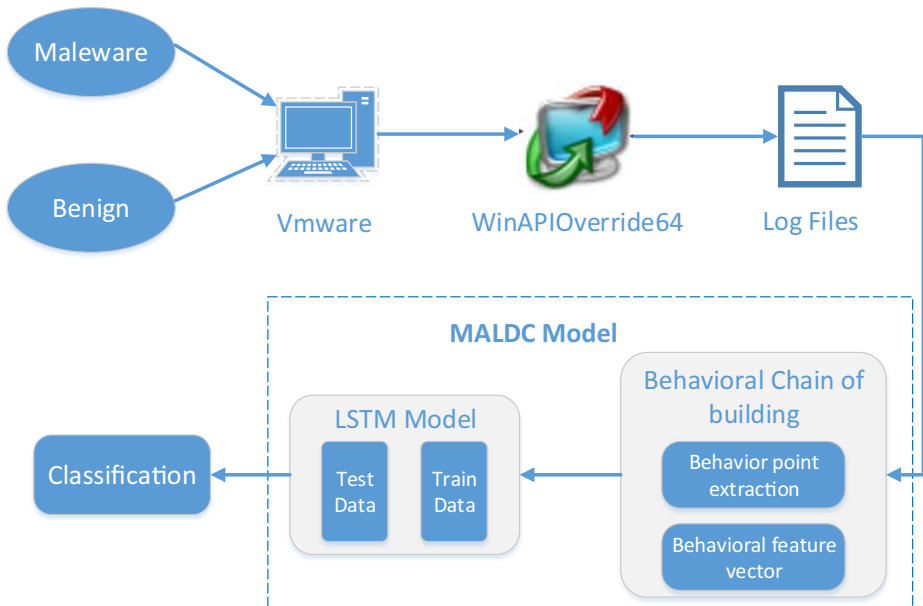 Maleware
Benign
Vmware
WinAPIOverride64
Log Files
MALDC Model
Behavioral Chain of
building
Behavior point
extraction
Behavioral feature
vector
LSTM Model
Test
Data
Train
Data
Classification